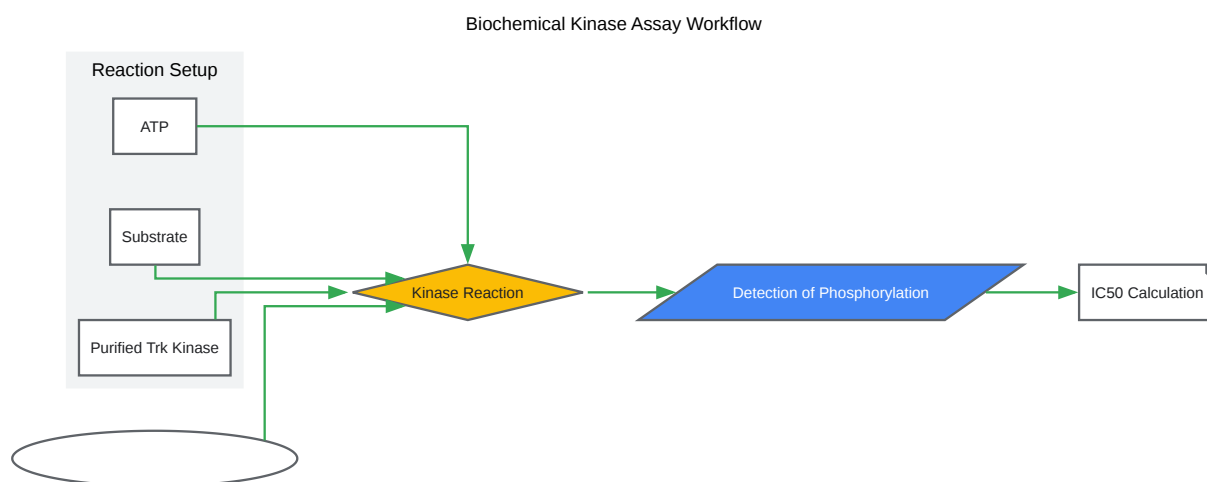 Biochemical Kinase Assay Workflow
Reaction Setup
ATP
Substrate
Kinase Reaction
Detection of Phosphorylation
IC50 Calculation
Purified Trk Kinase